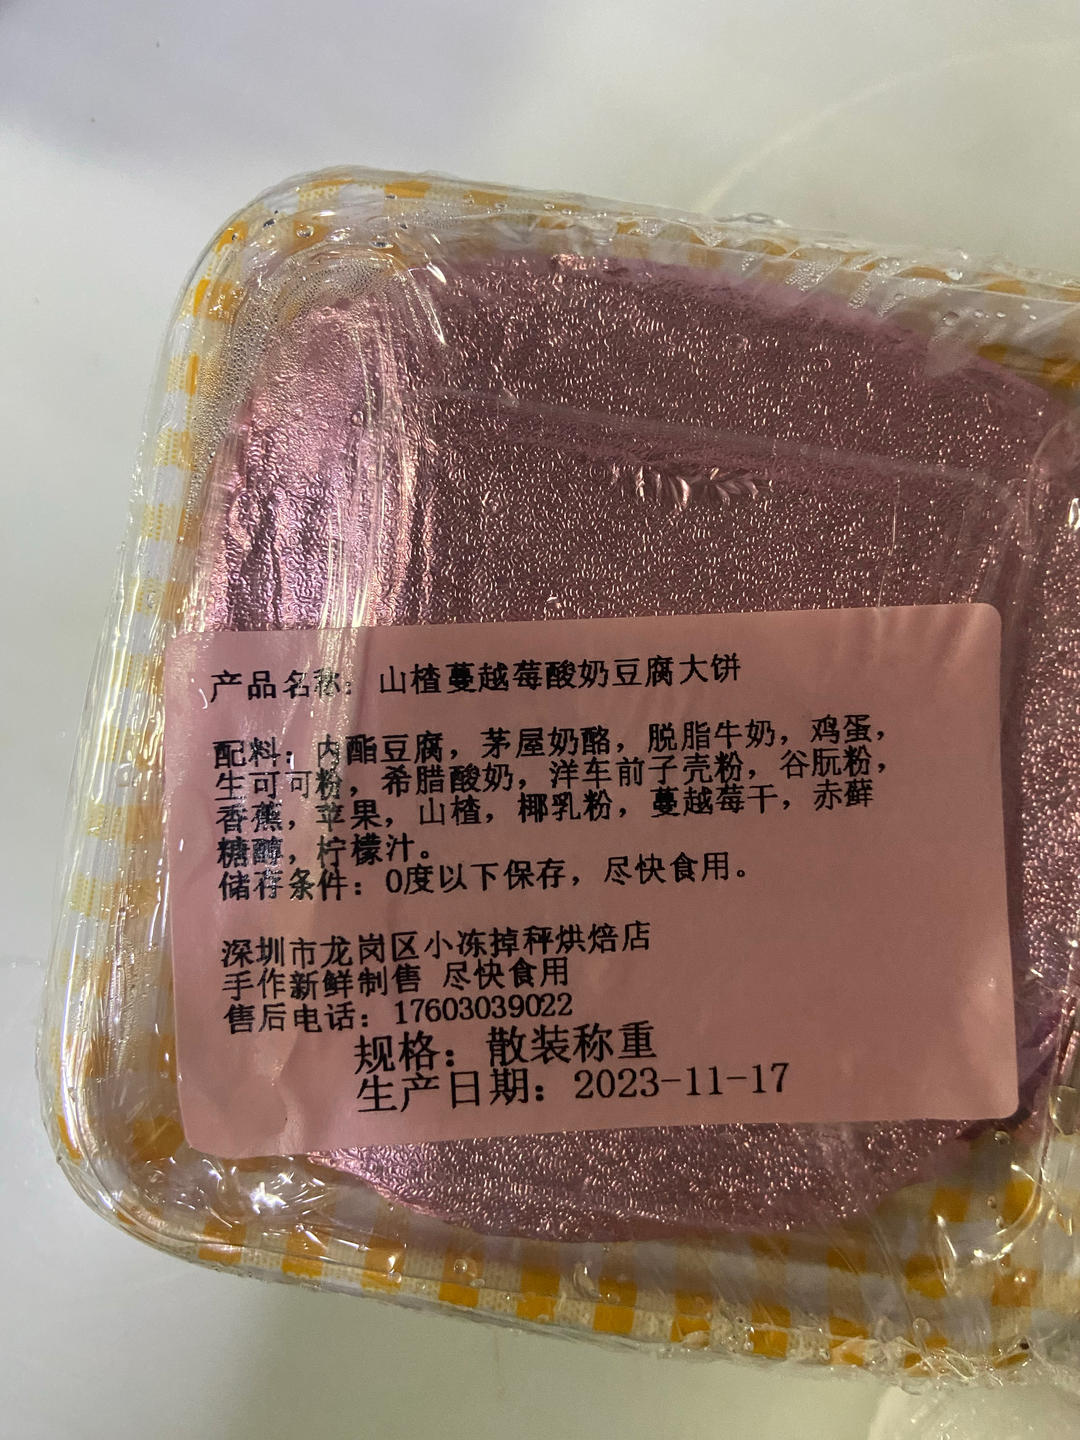 产品名称：山楂蔓越莓酸奶豆腐大饼
配料：内酯豆腐，茅屋奶酪，脱脂牛奶，鸡蛋，
生可可粉，希腊酸奶，洋车前子壳粉，谷朊粉，
香蕉，苹果，山楂，椰乳粉，蔓越莓干，赤藓
糖醇，柠檬汁。
储存条件：0度以下保存，尽快食用。
深圳市龙岗区小冻掉秤烘焙店
手作新鲜制售 尽快食用
售后电话：17603039022
规格：散装称重
生产日期：2023-11-17